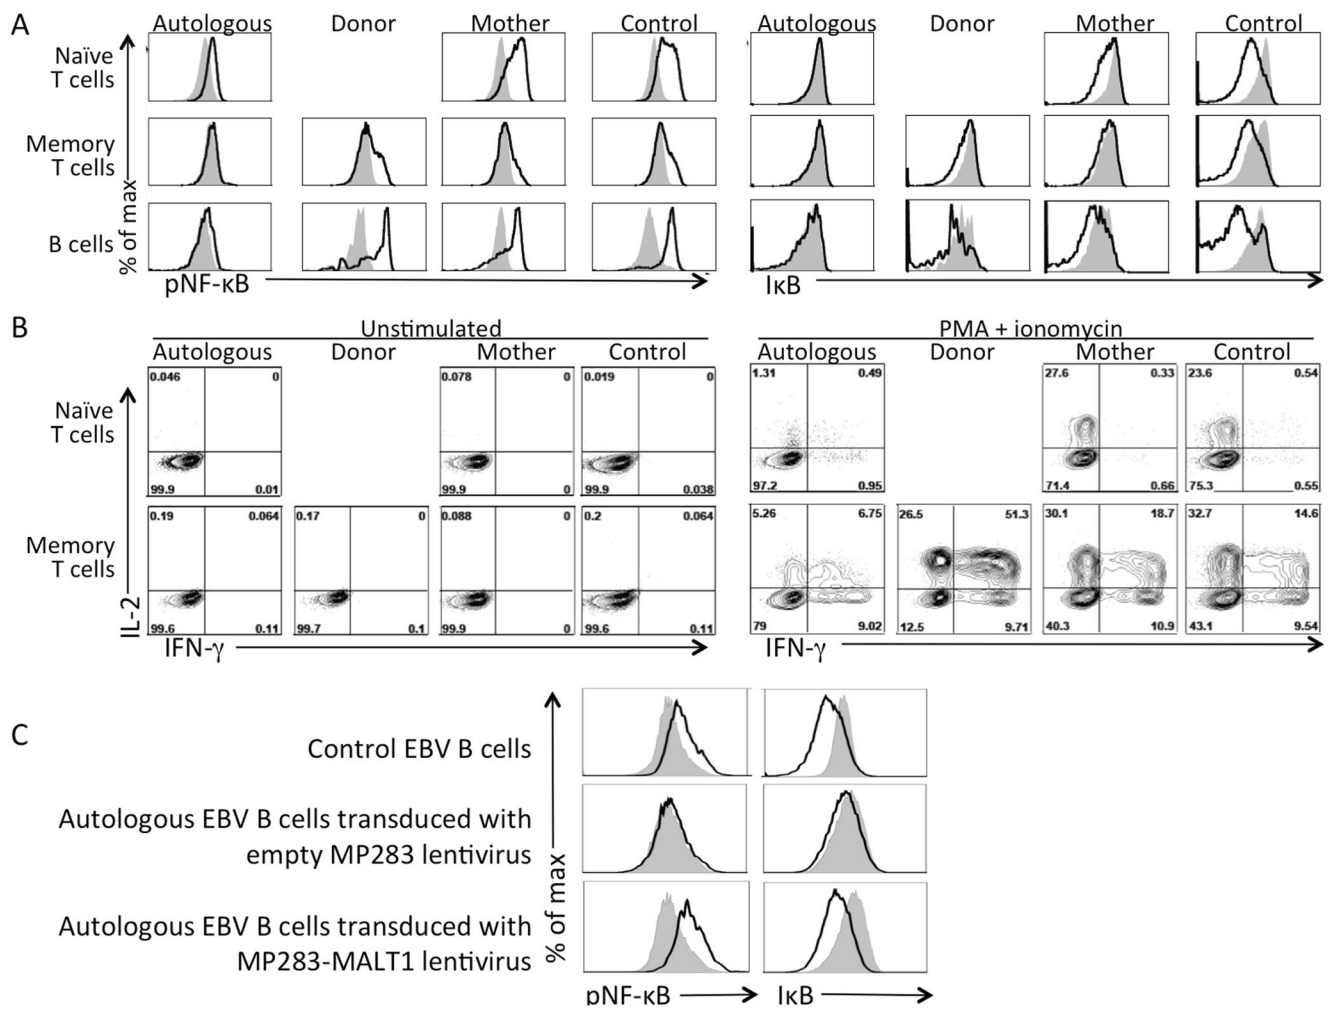 A
Autologous Donor Mother Control Autologous Donor Mother Control
Naïve
T cells
Memory
T cells
B cells
% of max
pNF-κB IκB
B
Unstimulated PMA + ionomycin
Autologous Donor Mother Control Autologous Donor Mother Control
Naïve
T cells
0.046 0 0.078 0 0.019 0 1.31 0.49 27.6 0.33 23.6 0.54
99.9 0.01 99.9 0 99.9 0.038 97.2 0.95 71.4 0.66 75.3 0.55
Memory
T cells
0.19 0.064 0.17 0 0.088 0 0.2 0.064 5.26 6.75 26.5 51.3 30.1 18.7 32.7 14.6
99.6 0.11 99.7 0.1 99.9 0 99.6 0.11 79 9.02 12.5 9.71 40.3 10.9 43.1 9.54
IL-2
IFN-γ IFN-γ
C
Control EBV B cells
Autologous EBV B cells transduced with
empty MP283 lentivirus
Autologous EBV B cells transduced with
MP283-MALT1 lentivirus
% of max
pNF-κB IκB